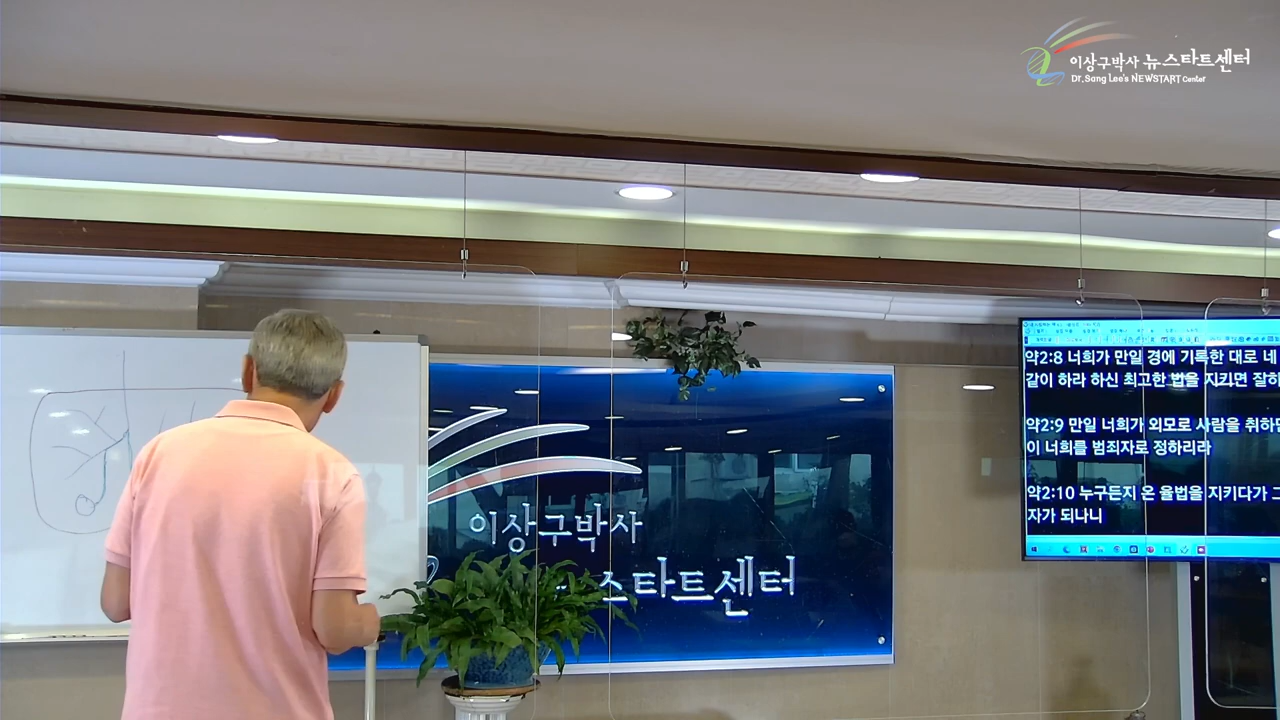 이상구박사 뉴스타트센터
Dr. Sang Lee's NEWSTART Center
이상구박사
스타트센터
약2:8 너희가 만일 경에 기록한 대로 네
같이 하라 하신 최고한 법을 지키면 잘하
약2:9 만일 너희가 외모로 사람을 취하면
이 너희를 범죄자로 정하리라
약2:10 누구든지 온 율법을 지키다가 그
자가 되나니